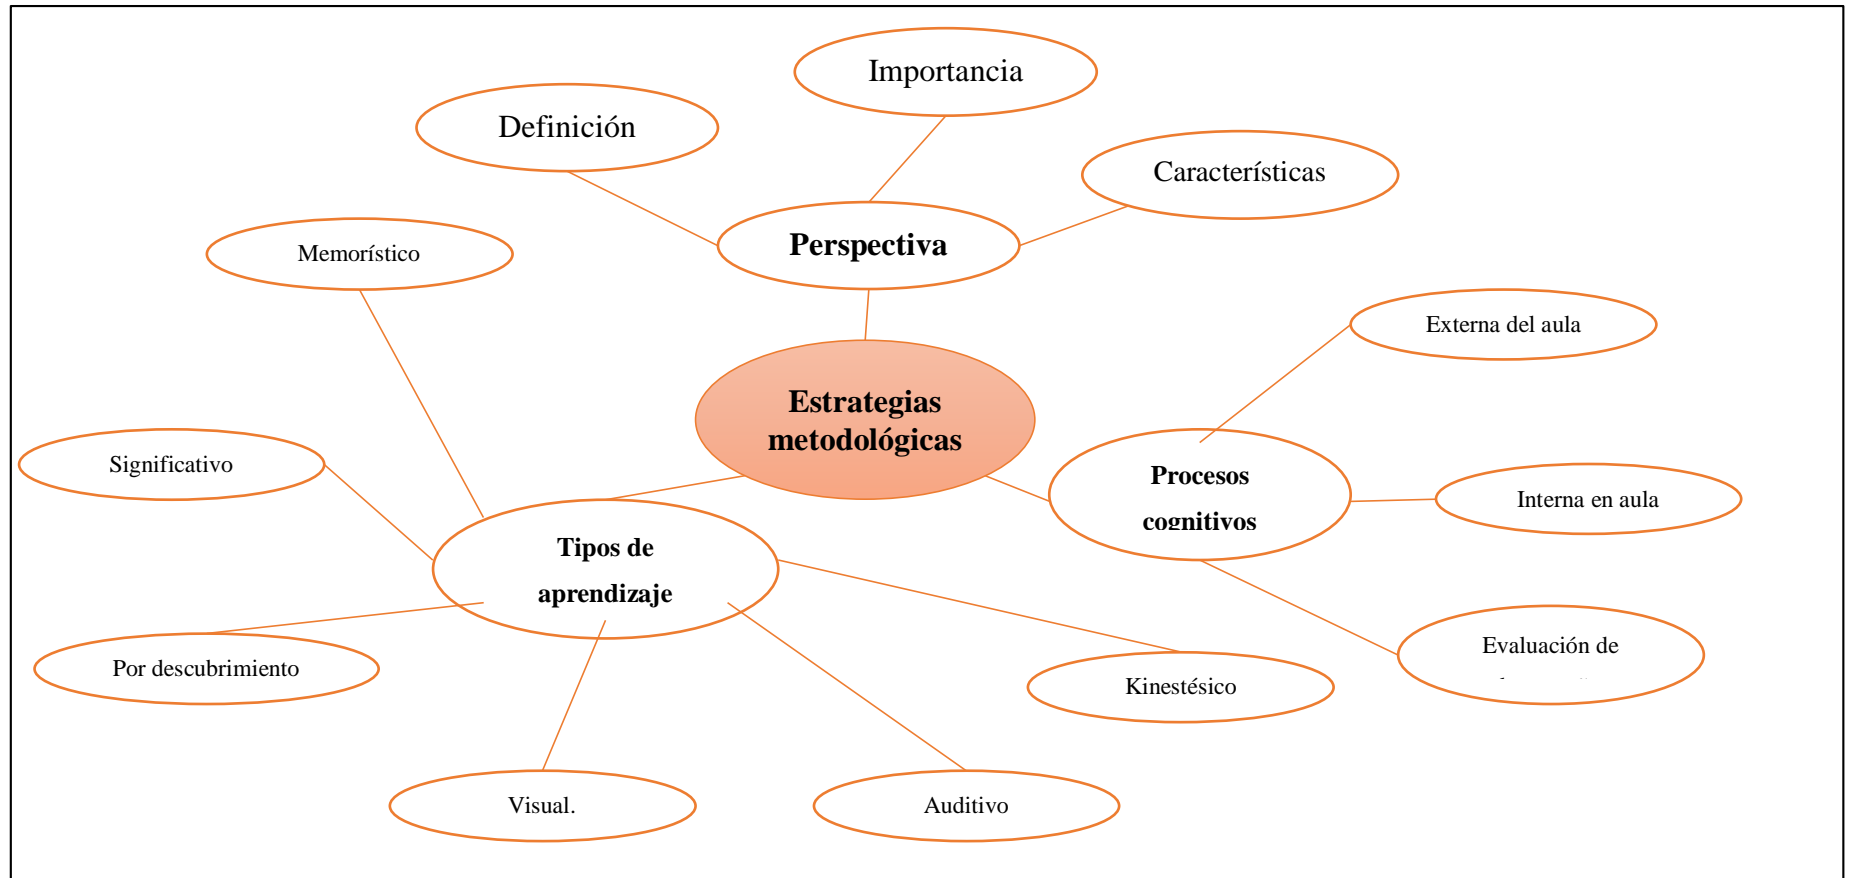 Importancia
Definición
Características
Perspectiva
Memorístico
Externa del aula
Estrategias
metodológicas
Significativo
Procesos
cognitivos
Interna en aula
Tipos de
aprendizaje
Evaluación de
Por descubrimiento
Kinestésico
Visual.
Auditivo